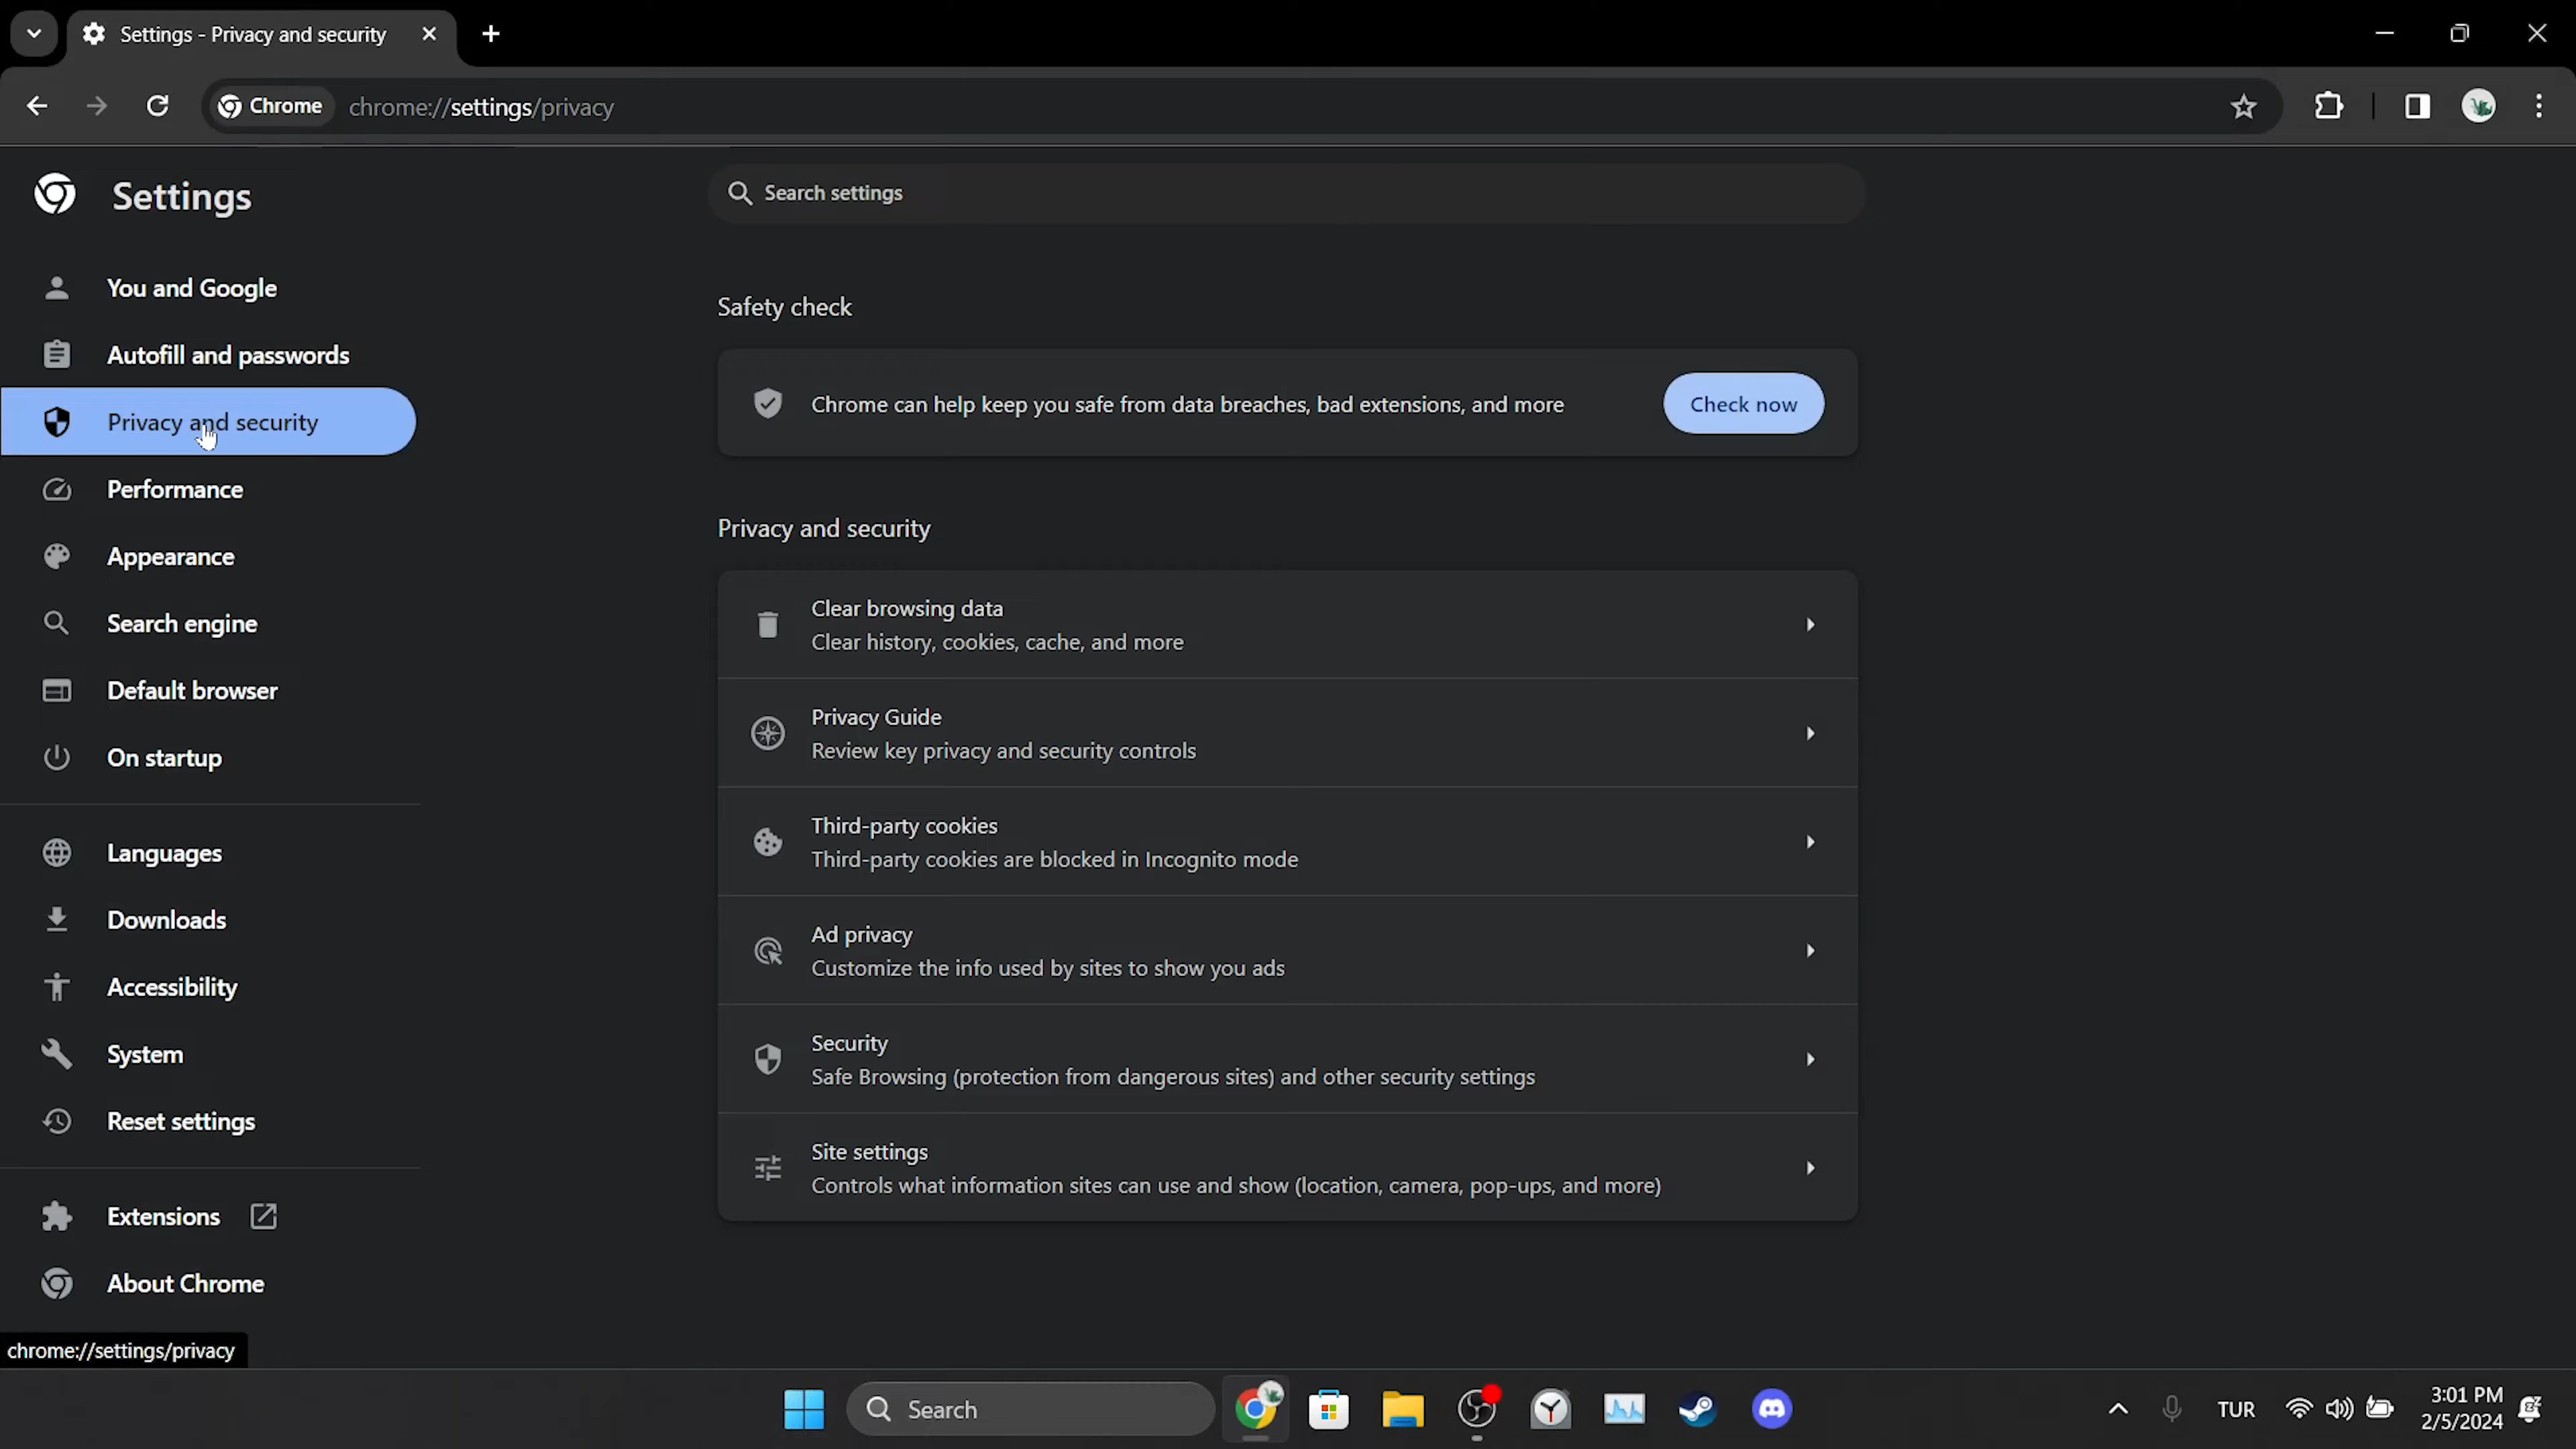 Settings - Privacy and security
Chrome
chrome://settings/privacy
Settings
Search settings
You and Google
Autofill and passwords
Privacy and security
Performance
Appearance
Search engine
Default browser
On startup
Languages
Downloads
Accessibility
System
Reset settings
Extensions
About Chrome
chrome://settings/privacy
Safety check
Chrome can help keep you safe from data breaches, bad extensions, and more
Check now
Privacy and security
Clear browsing data
Clear history, cookies, cache, and more
Privacy Guide
Review key privacy and security controls
Third-party cookies
Third-party cookies are blocked in Incognito mode
Ad privacy
Customize the info used by sites to show you ads
Security
Safe Browsing (protection from dangerous sites) and other security settings
Site settings
Controls what information sites can use and show (location, camera, pop-ups, and more)
Search
TUR
3:01 PM
2/5/2024